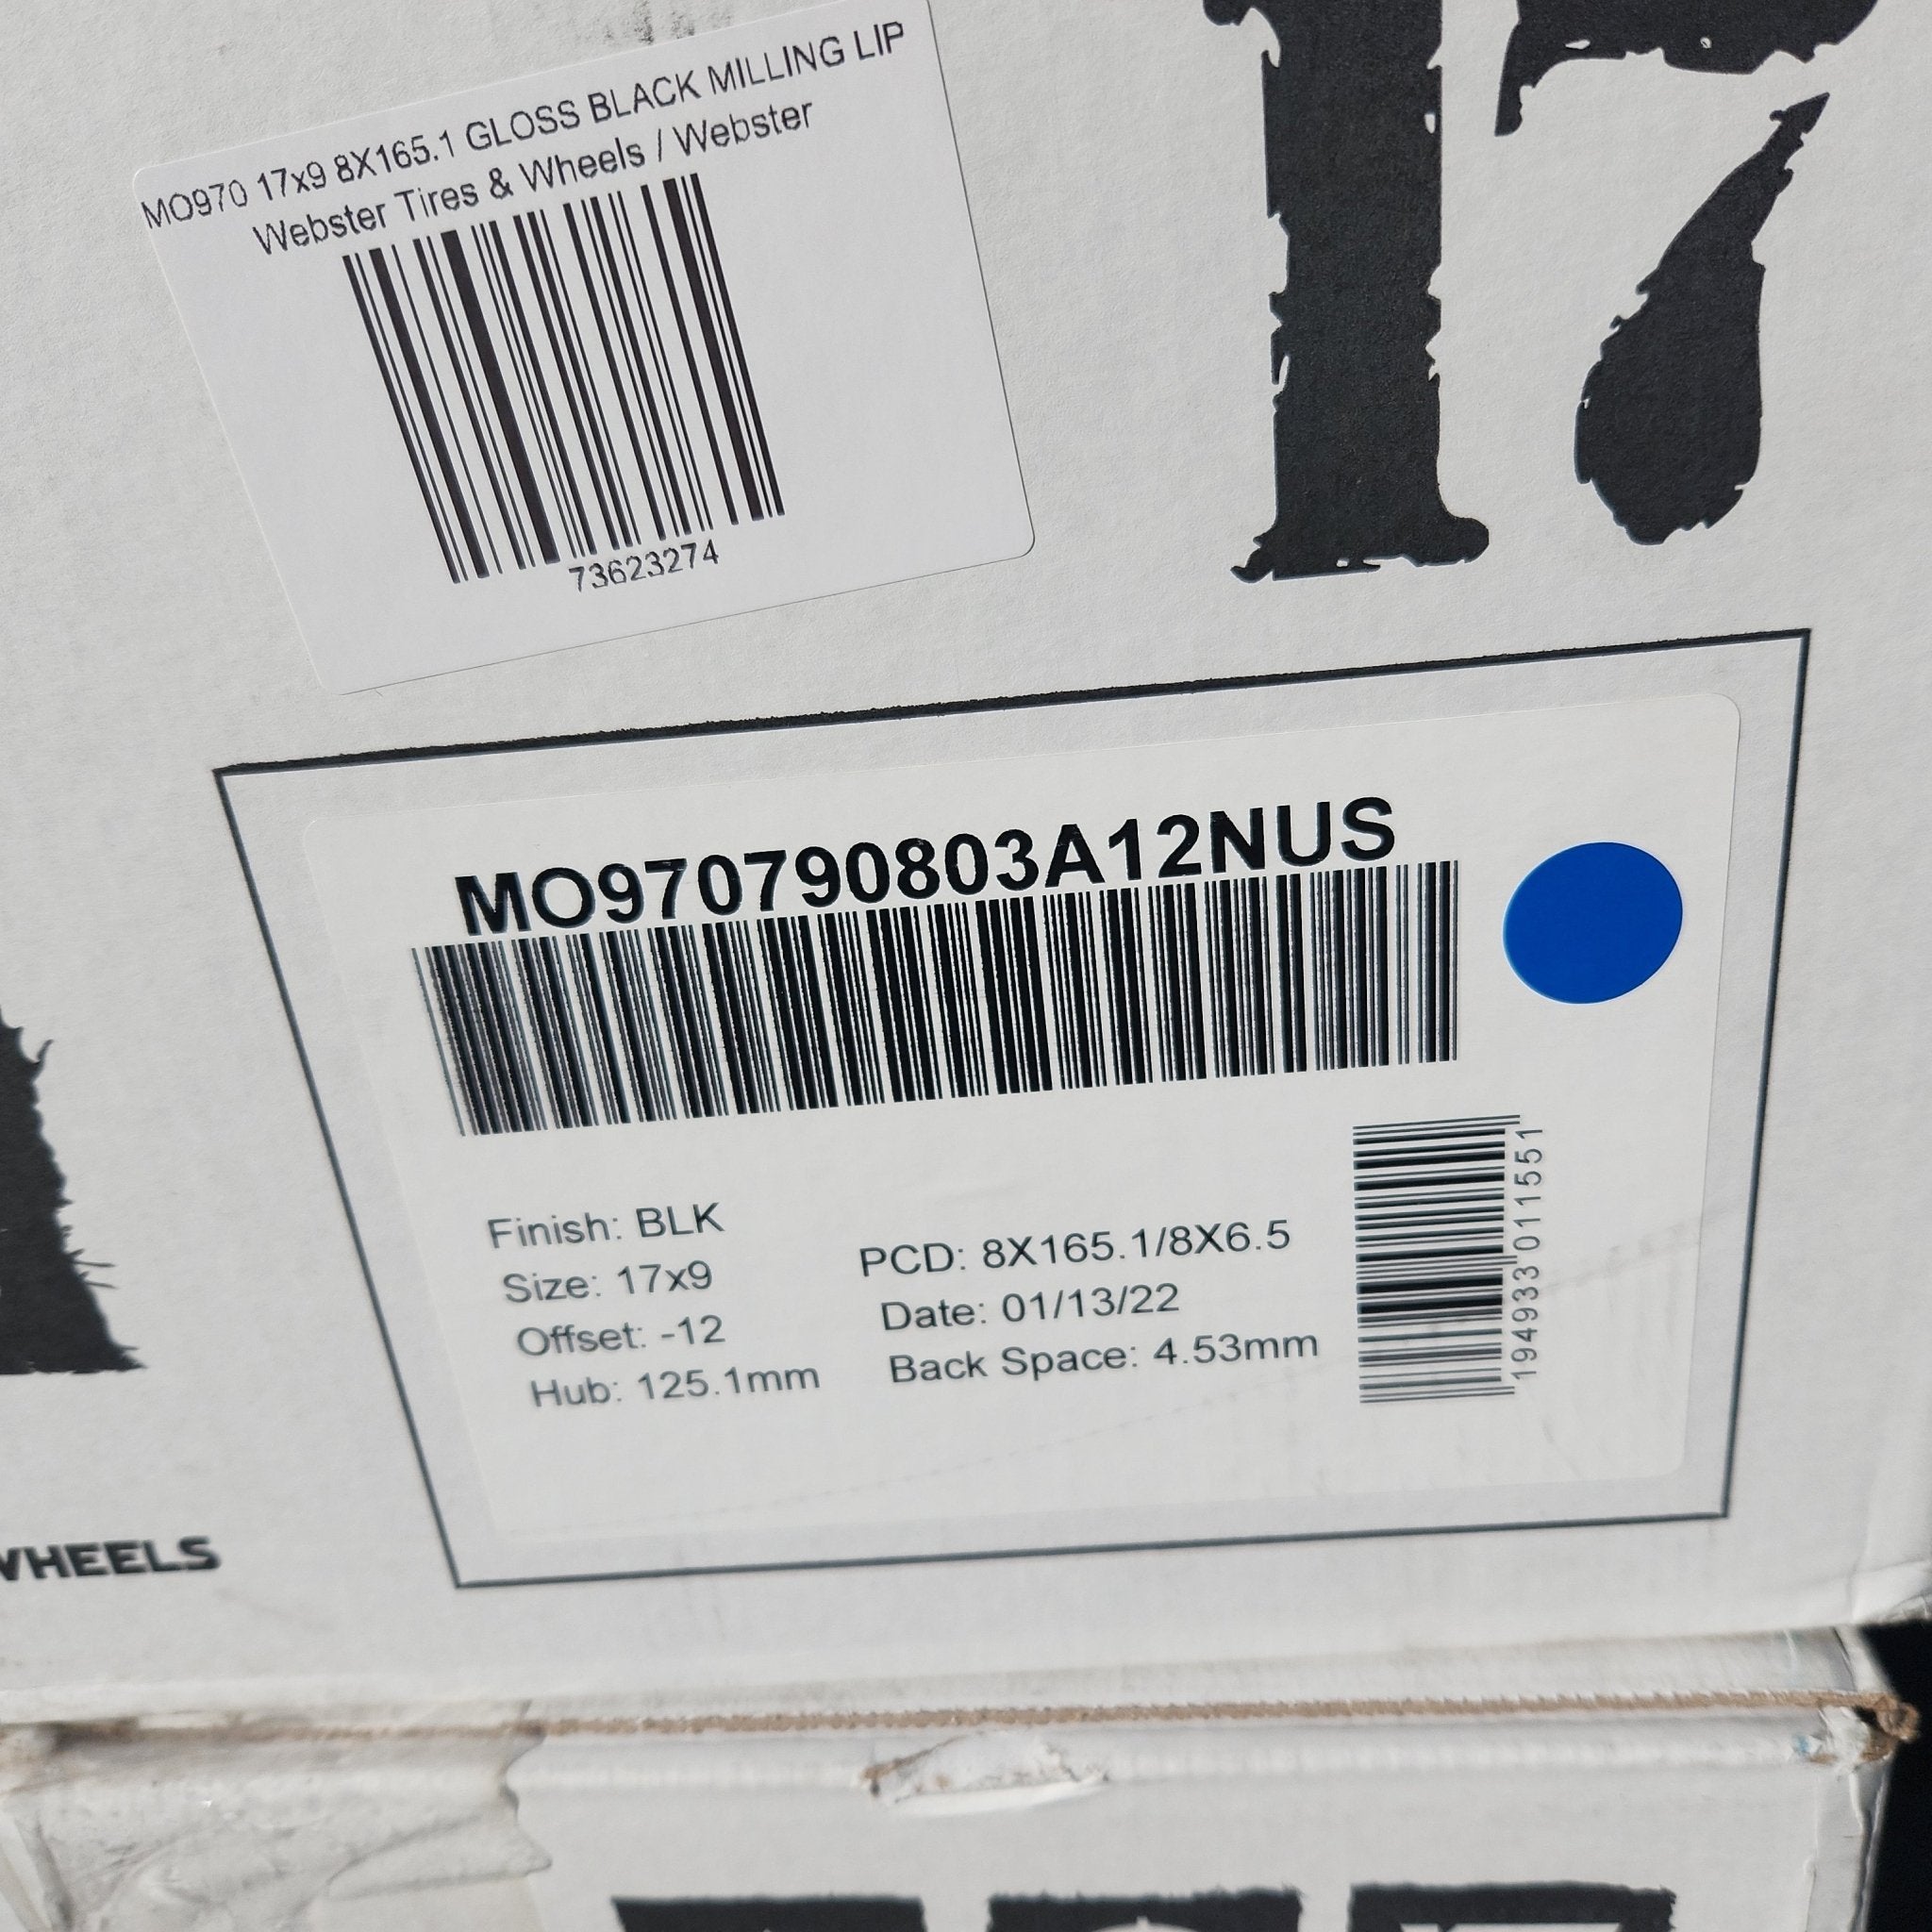 MO970 17x9 8X165.1 GLOSS BLACK MILLING LIP
Webster Tires & Wheels / Webster
73623274
17
MO970790803A12NUS
Finish: BLK
Size: 17x9
Offset: -12
Hub: 125.1mm
PCD: 8X165.1/8X6.5
Date: 01/13/22
Back Space: 4.53mm
194933011551
WHEELS